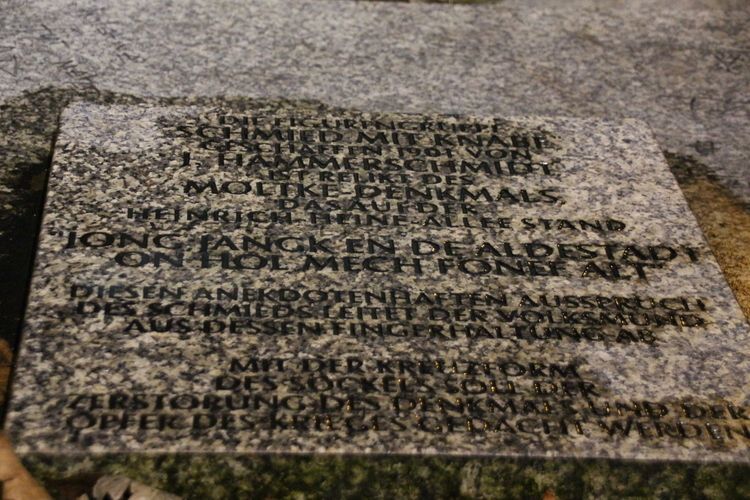 DIE FIGURENGRUPPE
SCHMIED MIT KNABE
GESCHAFFEN 1901 VON
J. HAMMERSCHMIDT
IST RELIKT DES
MOLTKE-DENKMALS,
DAS AUF DER
HEINRICH-HEINE-ALLEE STAND.
"JONG JANGK EN DE ALDESTADT
ON HOL MECH FÖNEF ALT"
DIESEN ANEKDOTENHAFTEN AUSSPRUCH
DES SCHMIEDS LEITET DER VOLKSMUND
AUS DESSEN FINGERHALTUNG AB.
MIT DER KREUZFORM
DES SOCKELS SOLL DER
ZERSTÖRUNG DES DENKMALS UND DER
OPFER DES KRIEGES GEDACHT WERDEN